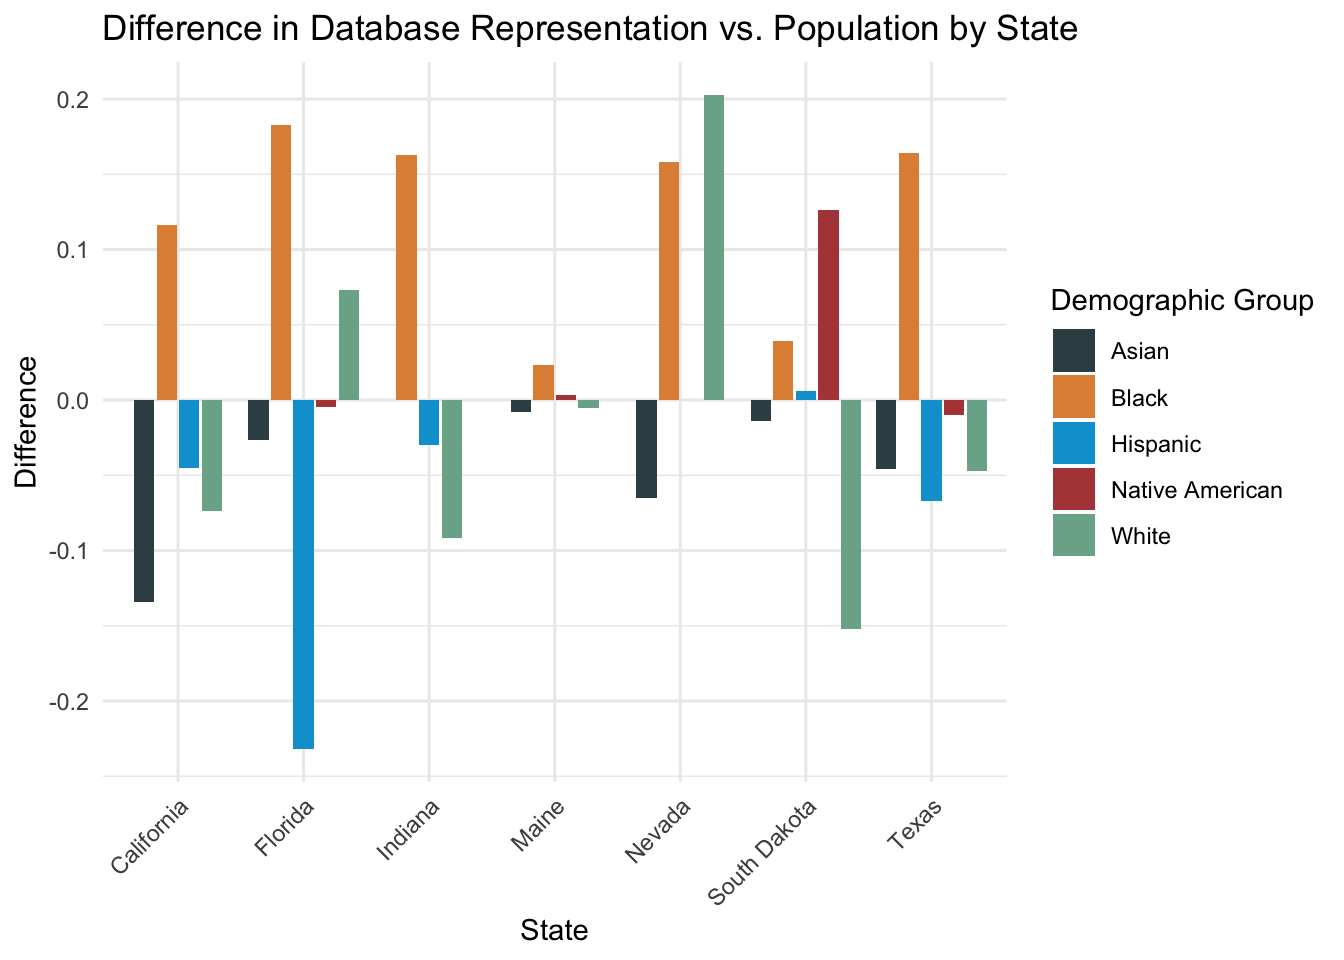 Difference in Database Representation vs. Population by State
0.2
0.1
0.0
-0.1
-0.2
Difference
California
Florida
Indiana
Maine
Nevada
South Dakota
Texas
State
Demographic Group
Asian
Black
Hispanic
Native American
White